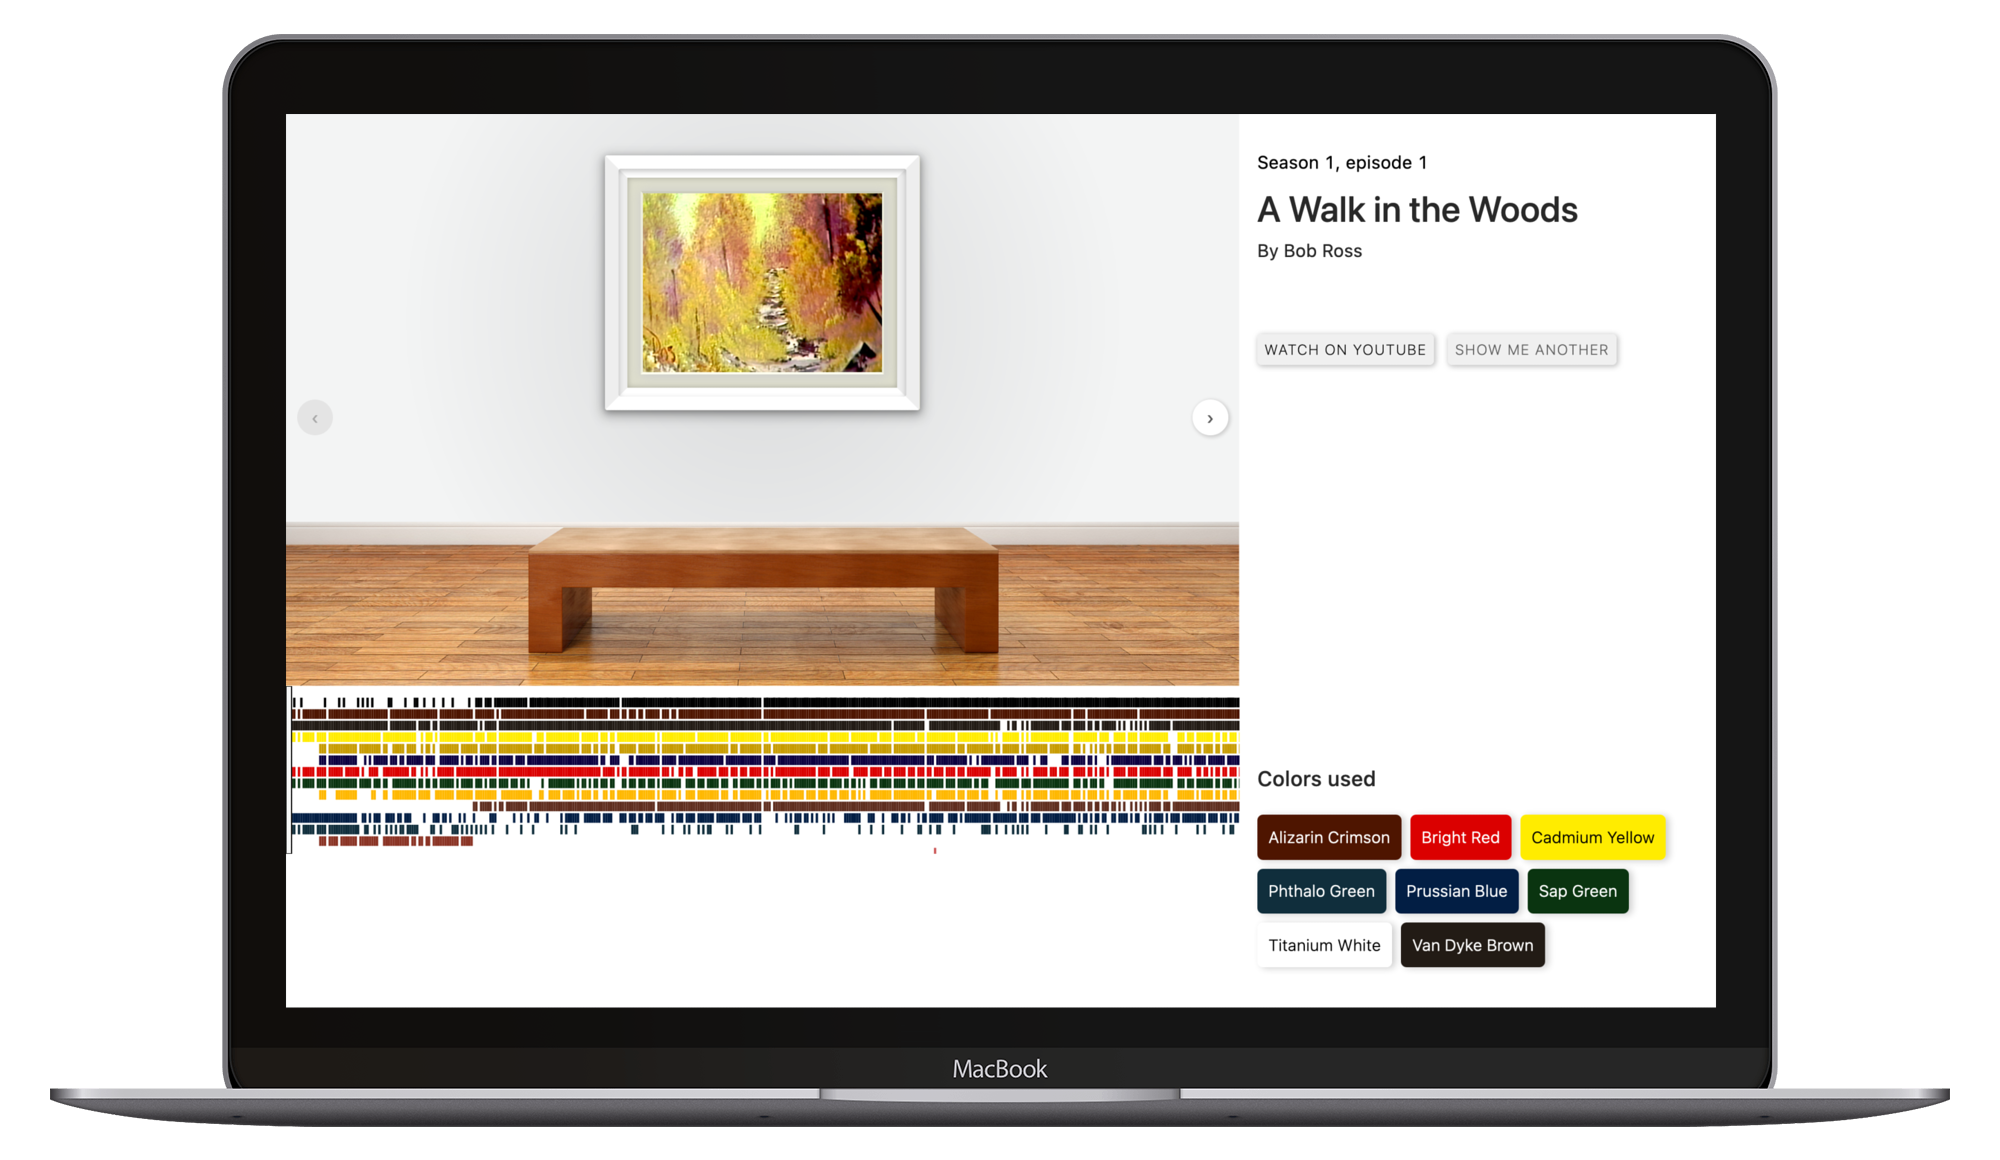 Season 1, episode 1
A Walk in the Woods
By Bob Ross
WATCH ON YOUTUBE SHOW ME ANOTHER
‹ ›
Colors used
Alizarin Crimson Bright Red Cadmium Yellow
Phthalo Green Prussian Blue Sap Green
Titanium White Van Dyke Brown
MacBook